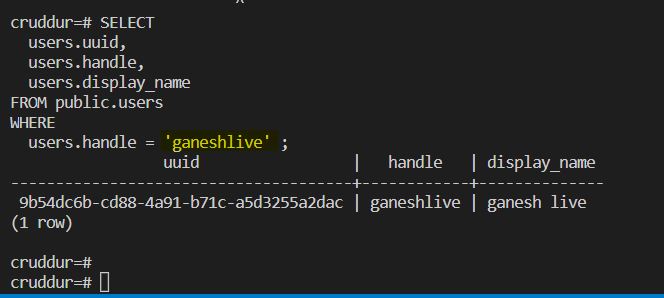 cruddur=# SELECT
  users.uuid,
  users.handle,
  users.display_name
FROM public.users
WHERE
  users.handle = 'ganeshlive' ;
                 uuid                 |   handle   | display_name
--------------------------------------+------------+--------------
 9b54dc6b-cd88-4a91-b71c-a5d3255a2dac | ganeshlive | ganesh live
(1 row)

cruddur=#
cruddur=#